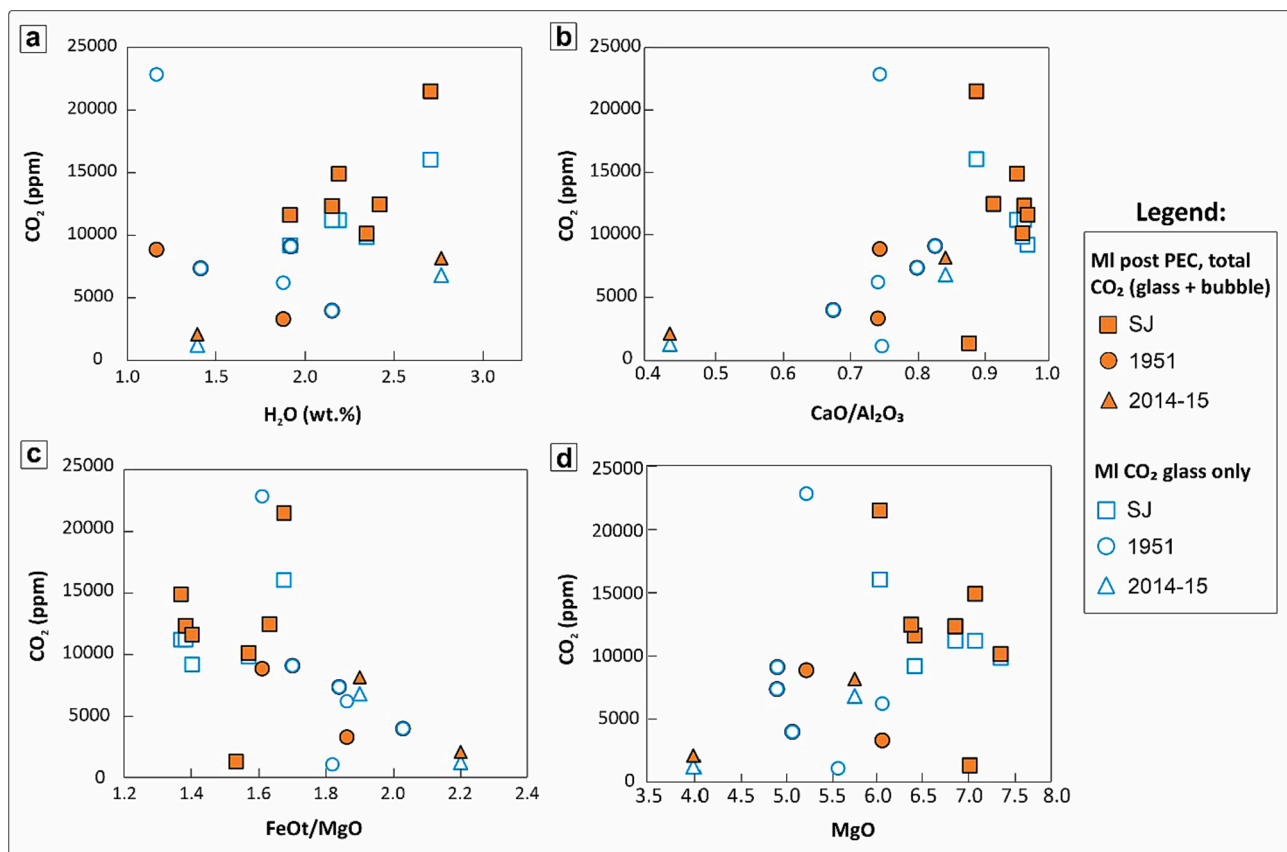 a
25000
20000
15000
10000
5000
0
CO₂ (ppm)
1.0 1.5 2.0 2.5 3.0
H₂O (wt.%)
b
25000
20000
15000
10000
5000
0
CO₂ (ppm)
0.4 0.5 0.6 0.7 0.8 0.9 1.0
CaO/Al₂O₃
c
25000
20000
15000
10000
5000
0
CO₂ (ppm)
1.2 1.4 1.6 1.8 2.0 2.2 2.4
FeOt/MgO
d
25000
20000
15000
10000
5000
0
CO₂ (ppm)
3.5 4.0 4.5 5.0 5.5 6.0 6.5 7.0 7.5 8.0
MgO
Legend:
MI post PEC, total
CO₂ (glass + bubble)
SJ
1951
2014-15
MI CO₂ glass only
SJ
1951
2014-15